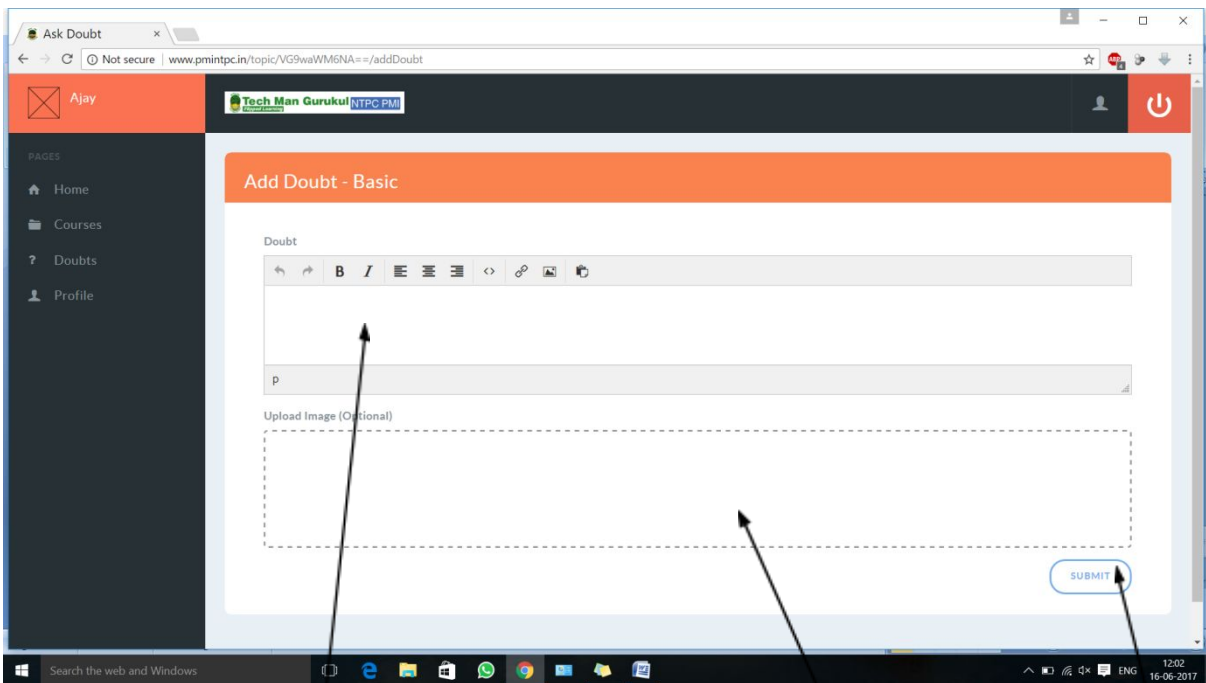 Ask Doubt
Not secure | www.pmintpc.in/topic/VG9waWM6NA==/addDoubt
Ajay
Tech Man Gurukul NTPC PMI
PAGES
Home
Courses
Doubts
Profile
Add Doubt - Basic
Doubt
B I
p
Upload Image (Optional)
SUBMIT
Search the web and Windows
ENG
12:02
16-06-2017